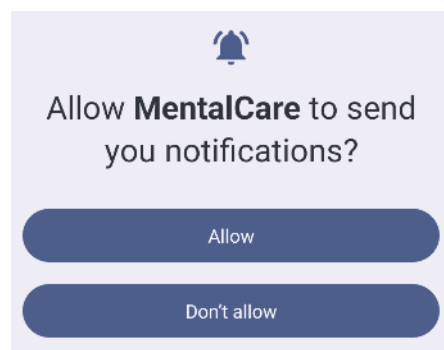 Allow MentalCare to send
you notifications?
Allow
Don't allow